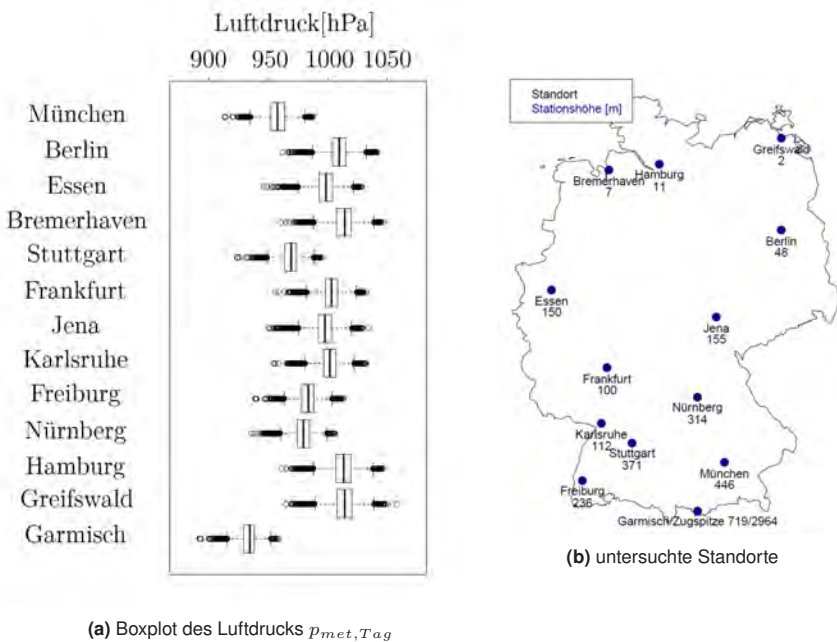 Luftdruck[hPa]
900 950 1000 1050
München
Berlin
Essen
Bremerhaven
Stuttgart
Frankfurt
Jena
Karlsruhe
Freiburg
Nürnberg
Hamburg
Greifswald
Garmisch
(a) Boxplot des Luftdrucks p_{met,Tag}
Standort
Stationshöhe [m]
Greifswald
2
Hamburg
11
Bremerhaven
7
Berlin
48
Essen
150
Jena
155
Frankfurt
100
Nürnberg
314
Karlsruhe
112
Stuttgart
371
München
446
Freiburg
236
Garmisch/Zugspitze 719/2964
(b) untersuchte Standorte